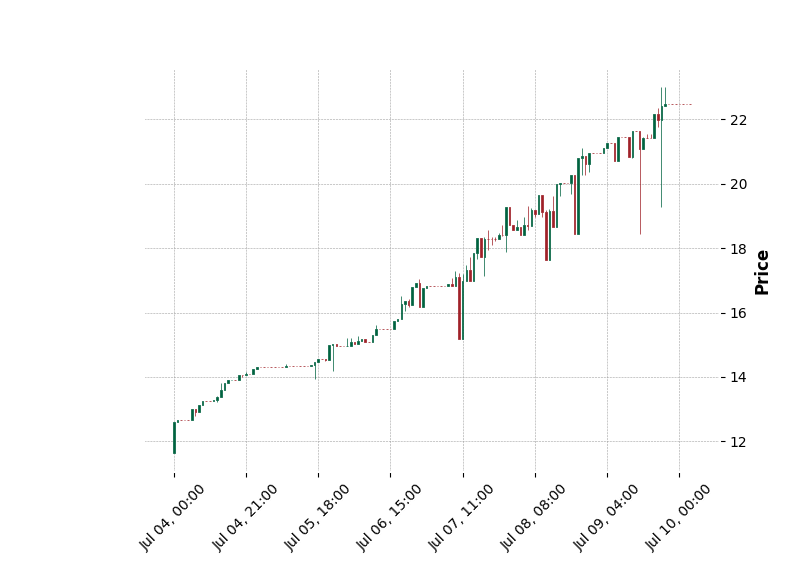 22
20
18
16
14
12
Price
Jul 04, 00:00
Jul 04, 21:00
Jul 05, 18:00
Jul 06, 15:00
Jul 07, 11:00
Jul 08, 08:00
Jul 09, 04:00
Jul 10, 00:00